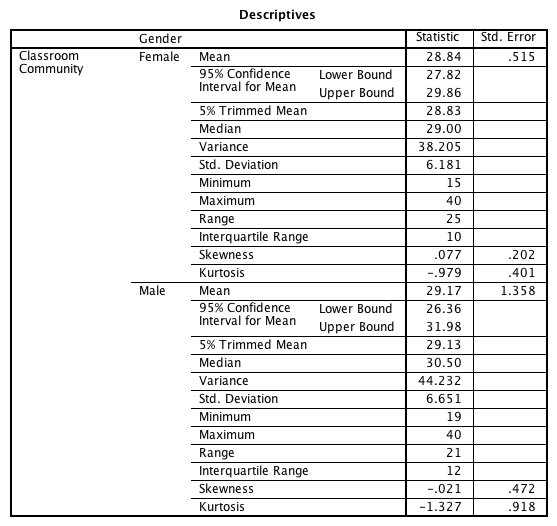 Descriptives
Gender Statistic Std. Error
Classroom Community Female Mean 28.84 .515
95% Confidence Interval for Mean Lower Bound 27.82
Upper Bound 29.86
5% Trimmed Mean 28.83
Median 29.00
Variance 38.205
Std. Deviation 6.181
Minimum 15
Maximum 40
Range 25
Interquartile Range 10
Skewness .077 .202
Kurtosis -.979 .401
Male Mean 29.17 1.358
95% Confidence Interval for Mean Lower Bound 26.36
Upper Bound 31.98
5% Trimmed Mean 29.13
Median 30.50
Variance 44.232
Std. Deviation 6.651
Minimum 19
Maximum 40
Range 21
Interquartile Range 12
Skewness -.021 .472
Kurtosis -1.327 .918